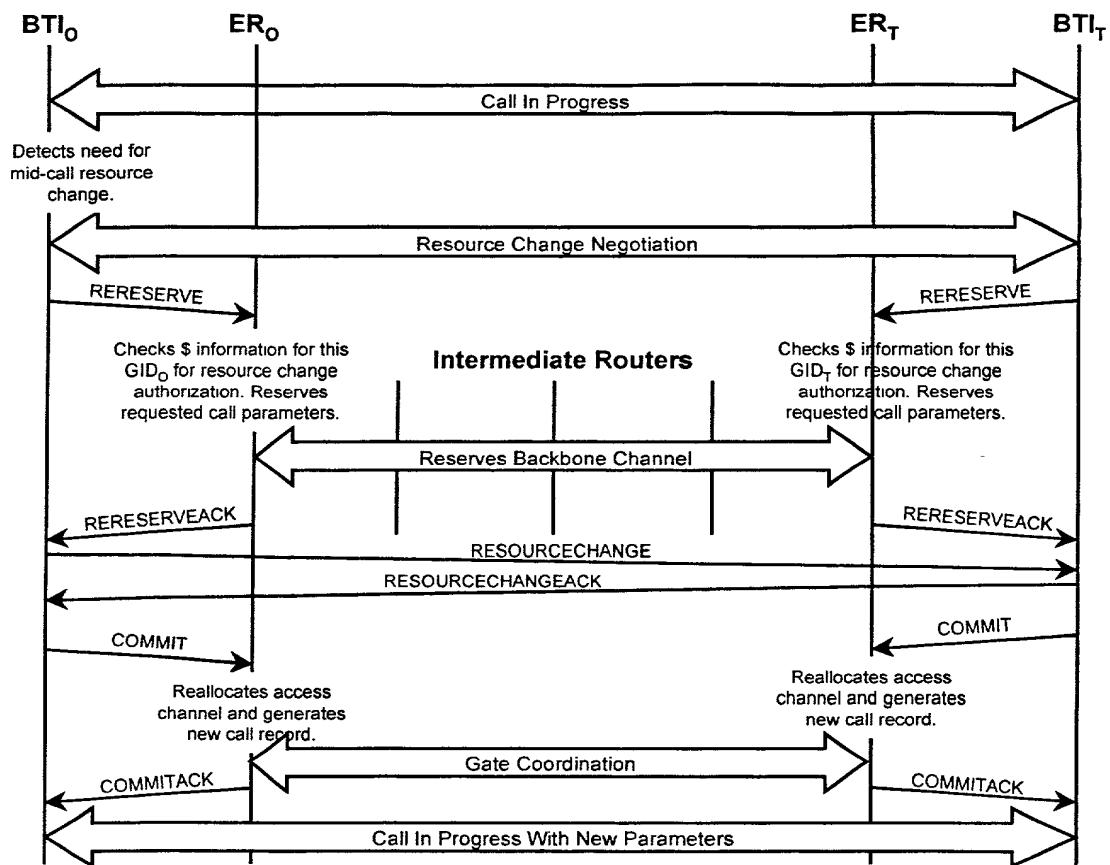 BTIO ERO ERT BTIT
Call In Progress
Detects need for
mid-call resource
change.
Resource Change Negotiation
RERESERVE RERESERVE
Checks $ information for this
GIDO for resource change
authorization. Reserves
requested call parameters.
Intermediate Routers
Checks $ information for this
GIDT for resource change
authorization. Reserves
requested call parameters.
Reserves Backbone Channel
RERESERVEACK RERESERVEACK
RESOURCECHANGE
RESOURCECHANGEACK
COMMIT COMMIT
Reallocates access
channel and generates
new call record.
Reallocates access
channel and generates
new call record.
Gate Coordination
COMMITACK COMMITACK
Call In Progress With New Parameters